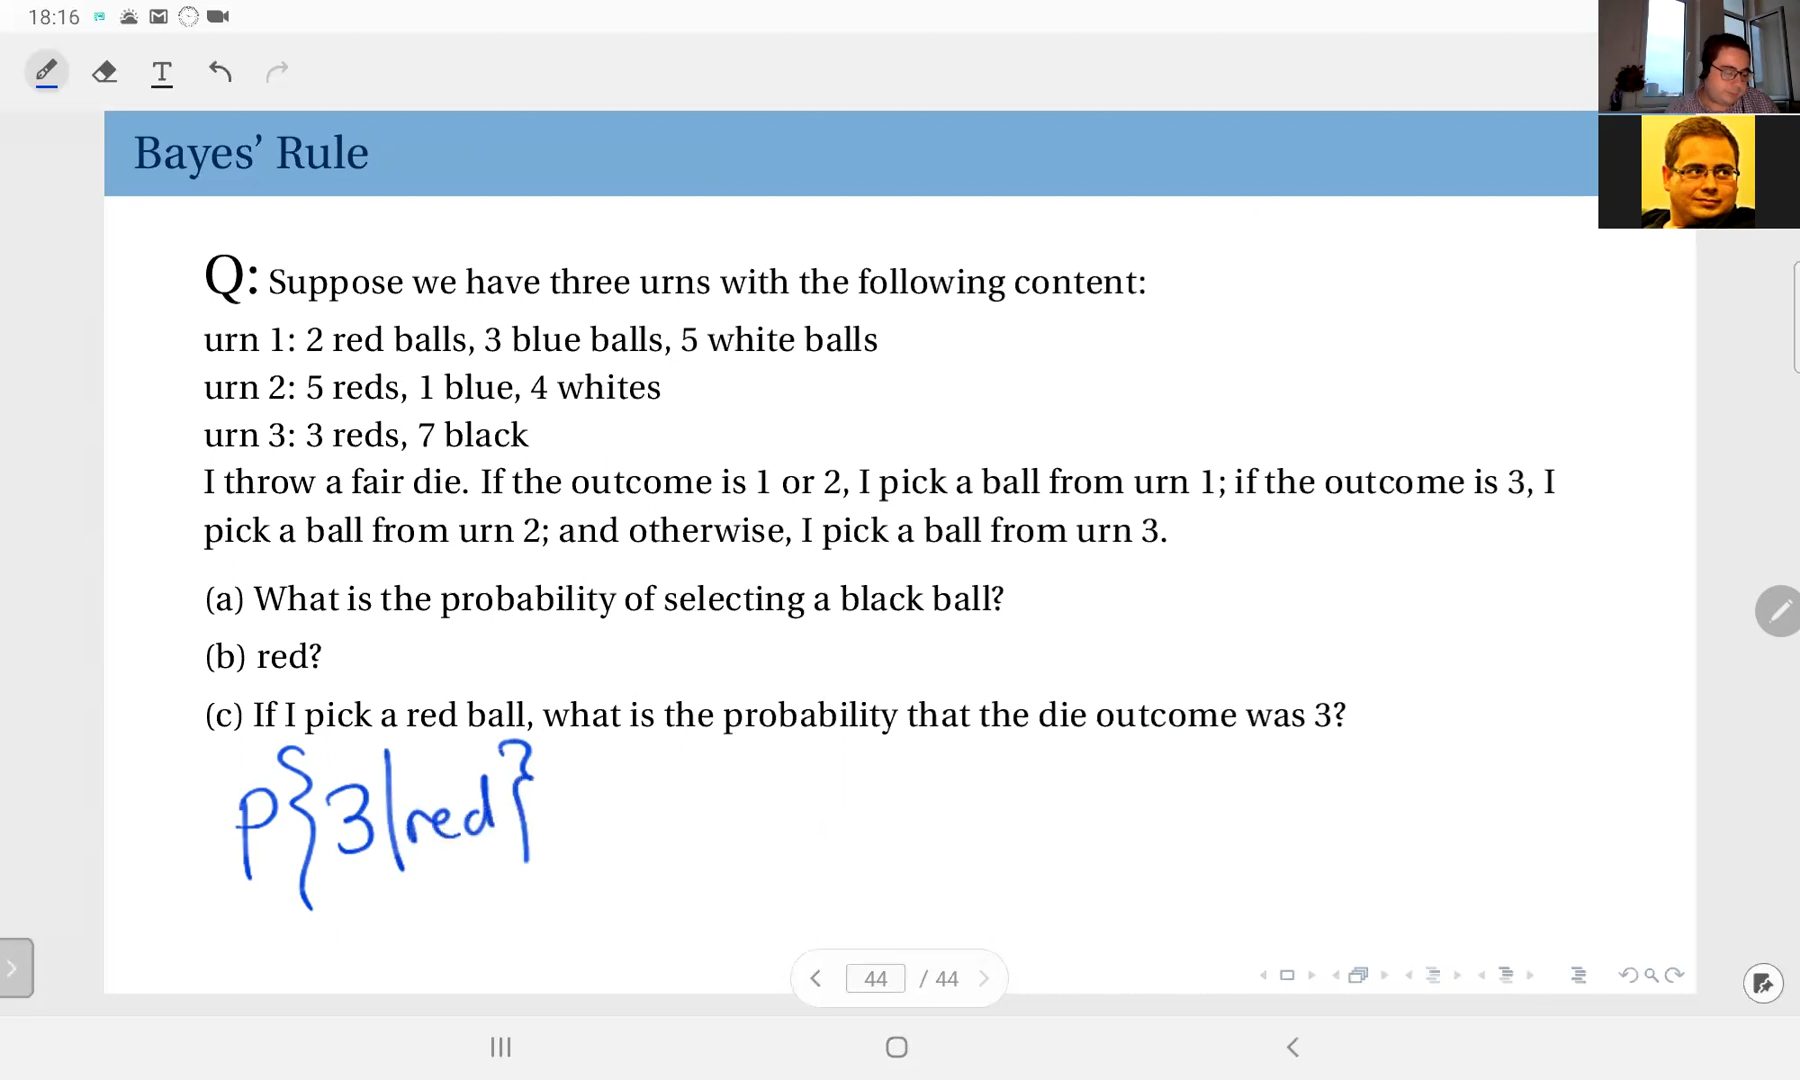 18:16
T
Bayes’ Rule
Q: Suppose we have three urns with the following content:
urn 1: 2 red balls, 3 blue balls, 5 white balls
urn 2: 5 reds, 1 blue, 4 whites
urn 3: 3 reds, 7 black
I throw a fair die. If the outcome is 1 or 2, I pick a ball from urn 1; if the outcome is 3, I
pick a ball from urn 2; and otherwise, I pick a ball from urn 3.
(a) What is the probability of selecting a black ball?
(b) red?
(c) If I pick a red ball, what is the probability that the die outcome was 3?
P{3|red}
44 / 44